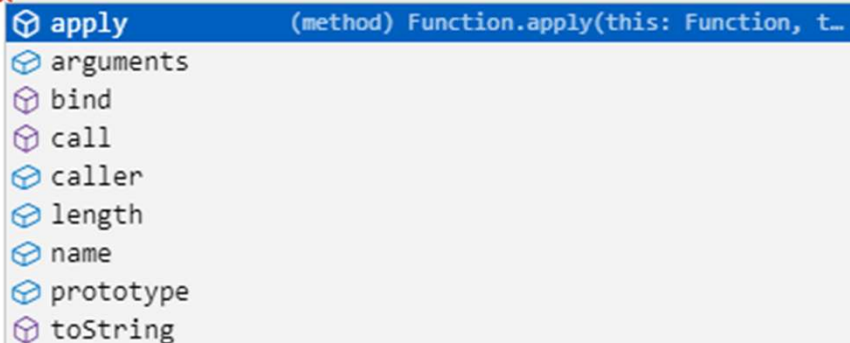 apply (method) Function.apply(this: Function, t…
arguments
bind
call
caller
length
name
prototype
toString